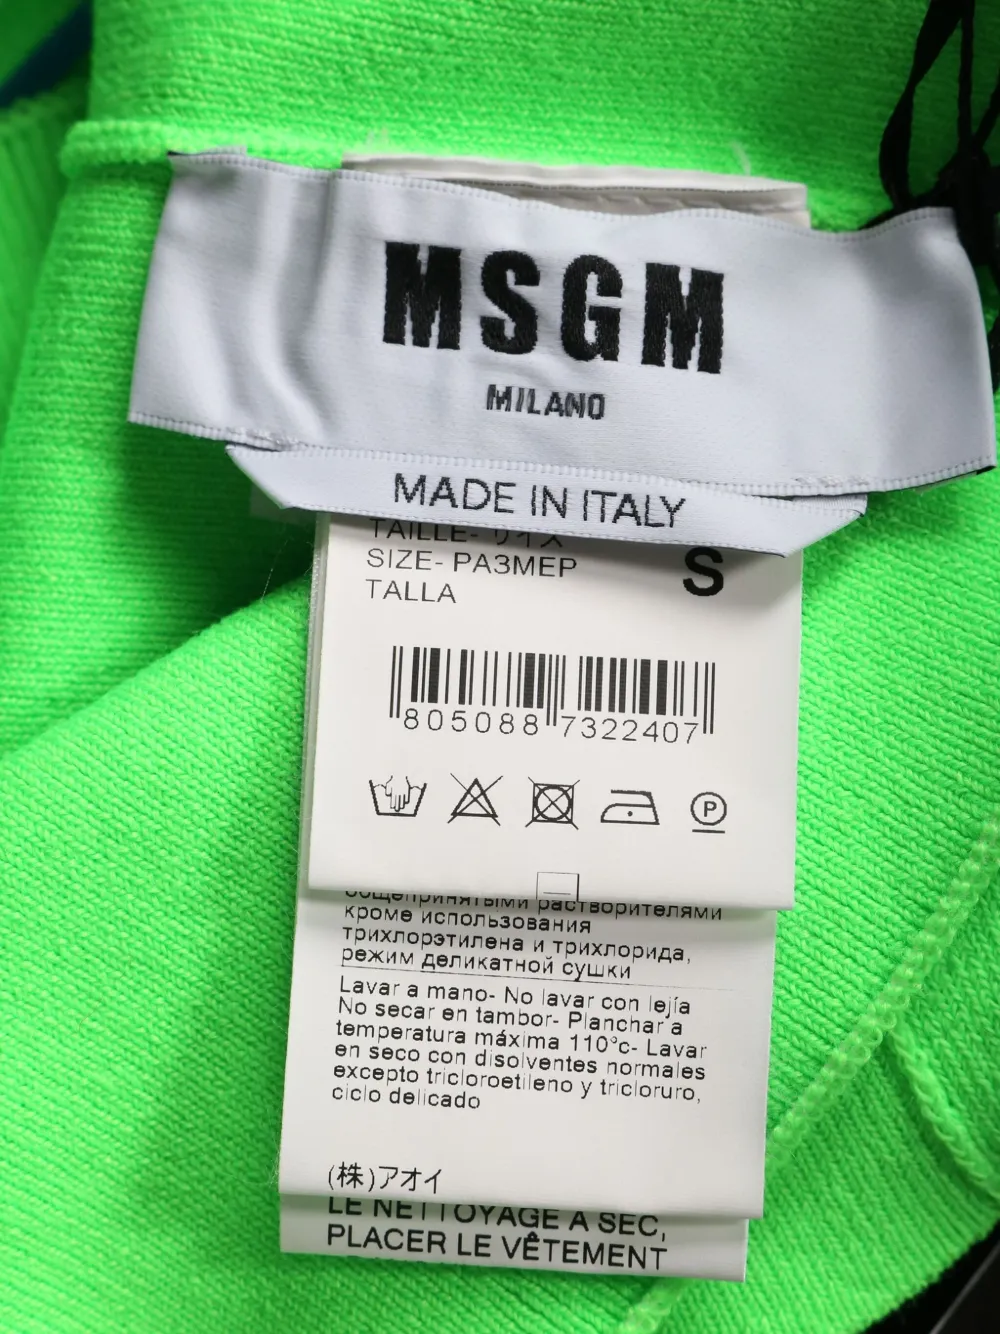 MSGM
MILANO
MADE IN ITALY
TAILLE- サイズ
SIZE- РАЗМЕР
TALLA
S
805088 7322407
P
общепринятыми растворителями
кроме использования
трихлорэтилена и трихлорида,
режим деликатной сушки
Lavar a mano- No lavar con lejía
No secar en tambor- Planchar a
temperatura máxima 110°c- Lavar
en seco con disolventes normales
excepto tricloroetileno y tricloruro,
ciclo delicado
(株)アオイ
LE NETTOYAGE A SEC,
PLACER LE VÊTEMENT